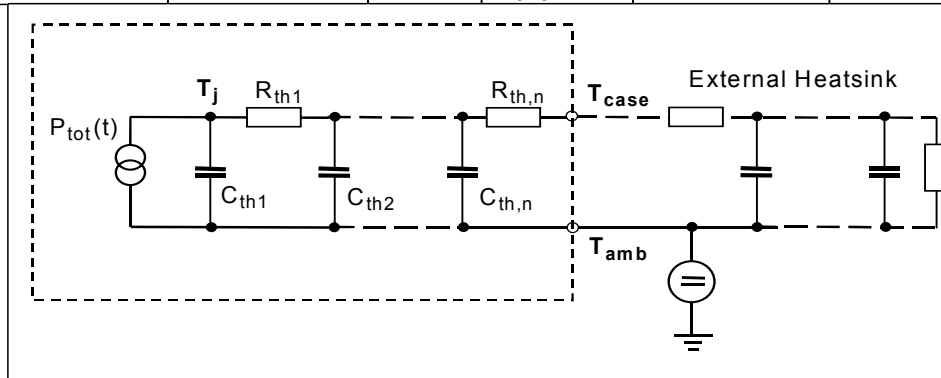 External Heatsink
T_j
R_th1
R_th,n
T_case
P_tot(t)
C_th1
C_th2
C_th,n
T_amb